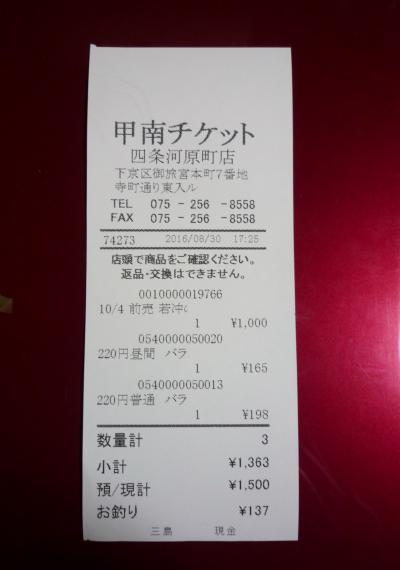 甲南チケット
四条河原町店
下京区御旅宮本町7番地
寺町通り東入ル
TEL 075 - 256 -8558
FAX 075 - 256 -8558
74273 2016/08/30 17:25
店頭で商品をご確認ください。
返品・交換はできません。
0010000019766
10/4 前売 若冲の
1 ¥1,000
0540000050020
220円昼間 バラ
1 ¥165
0540000050013
220円普通 バラ
1 ¥198
数量計 3
小計 ¥1,363
預/現計 ¥1,500
お釣り ¥137
三島 現金